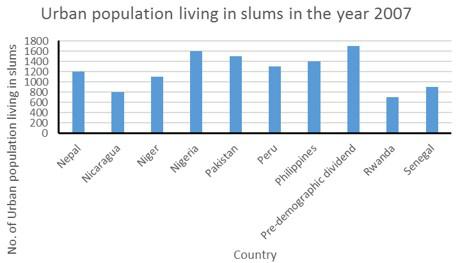 Urban population living in slums in the year 2007
No. of Urban population living in slums
1800
1600
1400
1200
1000
800
600
400
200
0
Nepal
Nicaragua
Niger
Nigeria
Pakistan
Peru
Philippines
Pre-demographic dividend
Rwanda
Senegal
Country